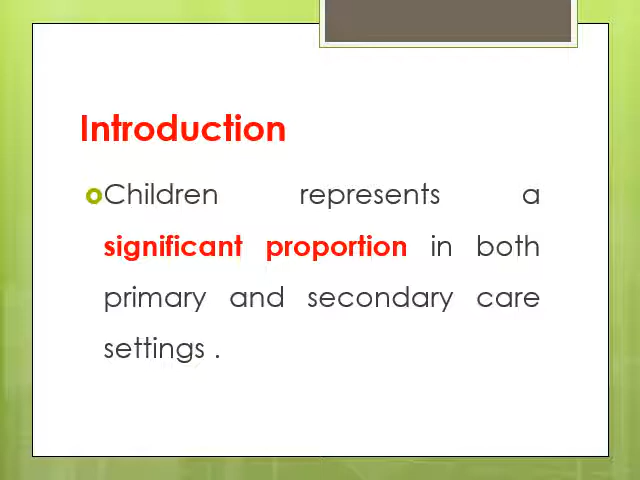 Introduction
Children represents a
significant proportion in both
primary and secondary care
settings .